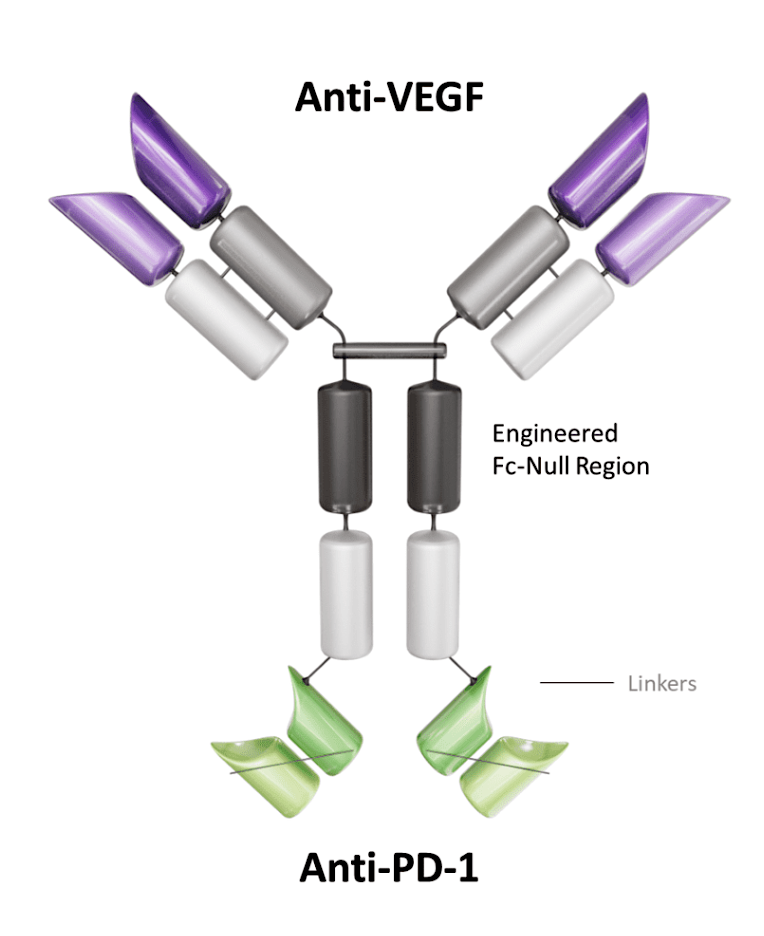 Anti-VEGF
Engineered
Fc-Null Region
Linkers
Anti-PD-1